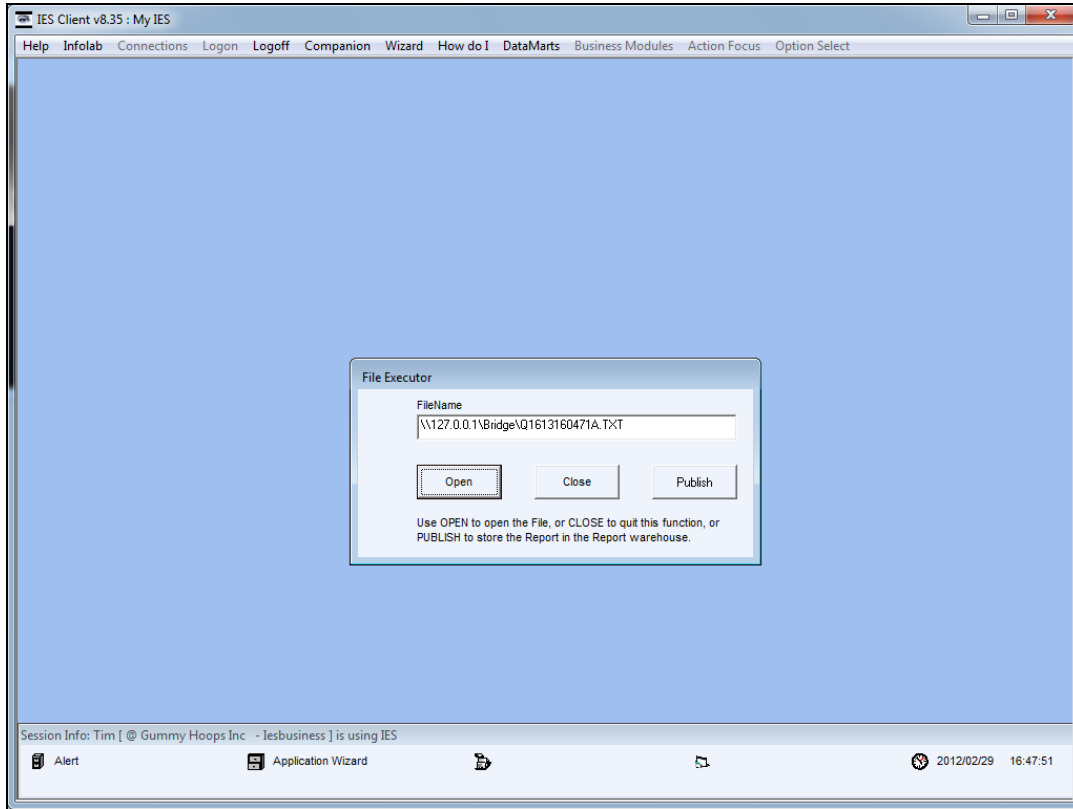 IES Client v8.35 : My IES
Help Infolab Connections Logon Logoff Companion Wizard How do I DataMarts Business Modules Action Focus Option Select
File Executor
FileName
\\127.0.0.1\Bridge\Q1613160471A.TXT
Open Close Publish
Use OPEN to open the File, or CLOSE to quit this function, or
PUBLISH to store the Report in the Report warehouse.
Session Info: Tim [ @ Gummy Hoops Inc - Iesbusiness ] is using IES
Alert Application Wizard 2012/02/29 16:47:51